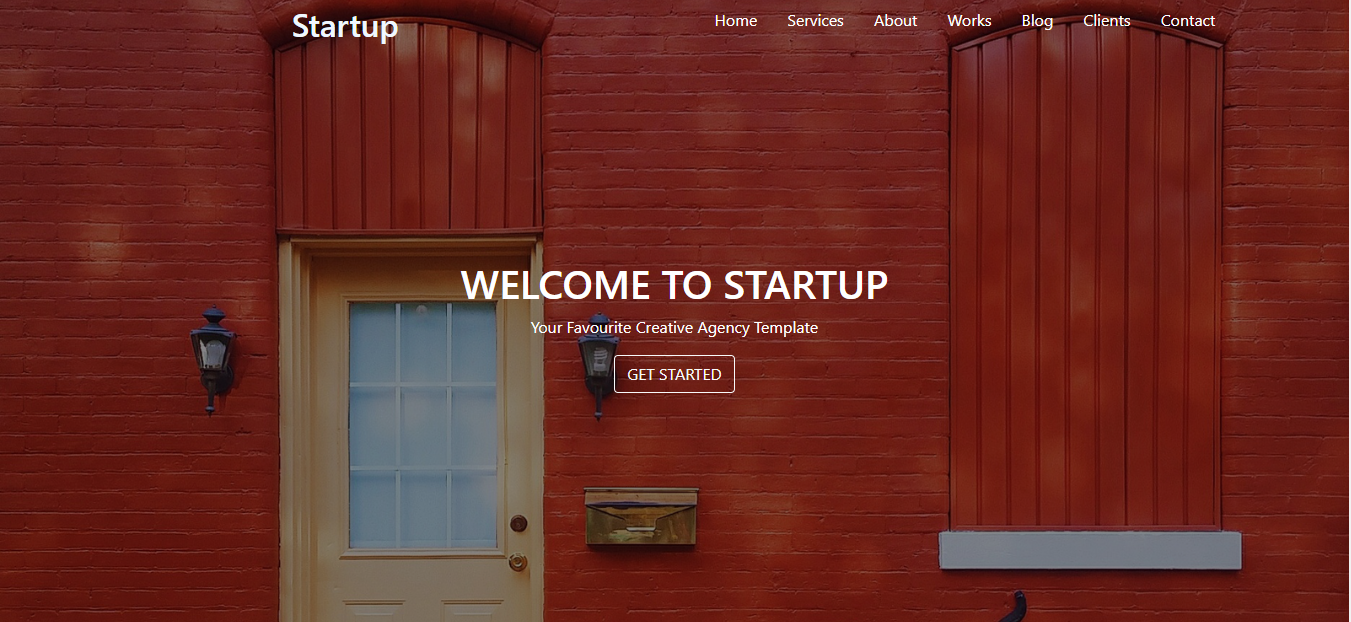 Startup
Home Services About Works Blog Clients Contact
WELCOME TO STARTUP
Your Favourite Creative Agency Template
GET STARTED